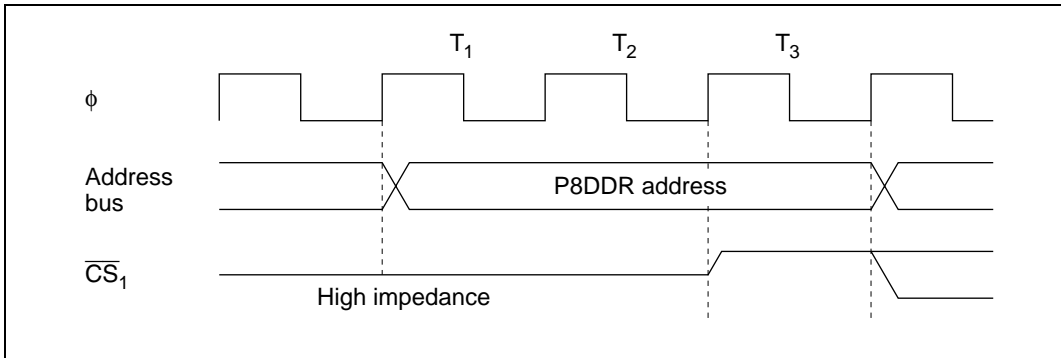 T1 T2 T3
φ
Address
bus
P8DDR address
CS1
High impedance